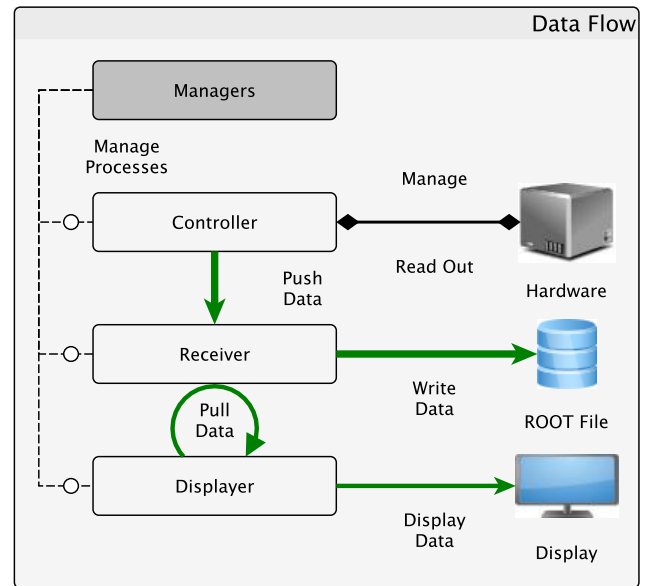 Data Flow
Managers
Manage
Processes
Manage
Controller
Read Out
Hardware
Push
Data
Receiver
Write
Data
ROOT File
Pull
Data
Displayer
Display
Data
Display